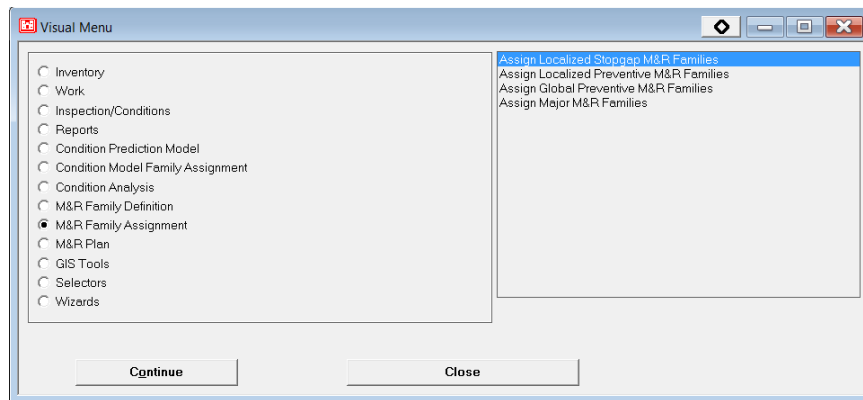 Visual Menu
Inventory
Work
Inspection/Conditions
Reports
Condition Prediction Model
Condition Model Family Assignment
Condition Analysis
M&R Family Definition
M&R Family Assignment
M&R Plan
GIS Tools
Selectors
Wizards
Assign Localized Stopgap M&R Families
Assign Localized Preventive M&R Families
Assign Global Preventive M&R Families
Assign Major M&R Families
Continue
Close